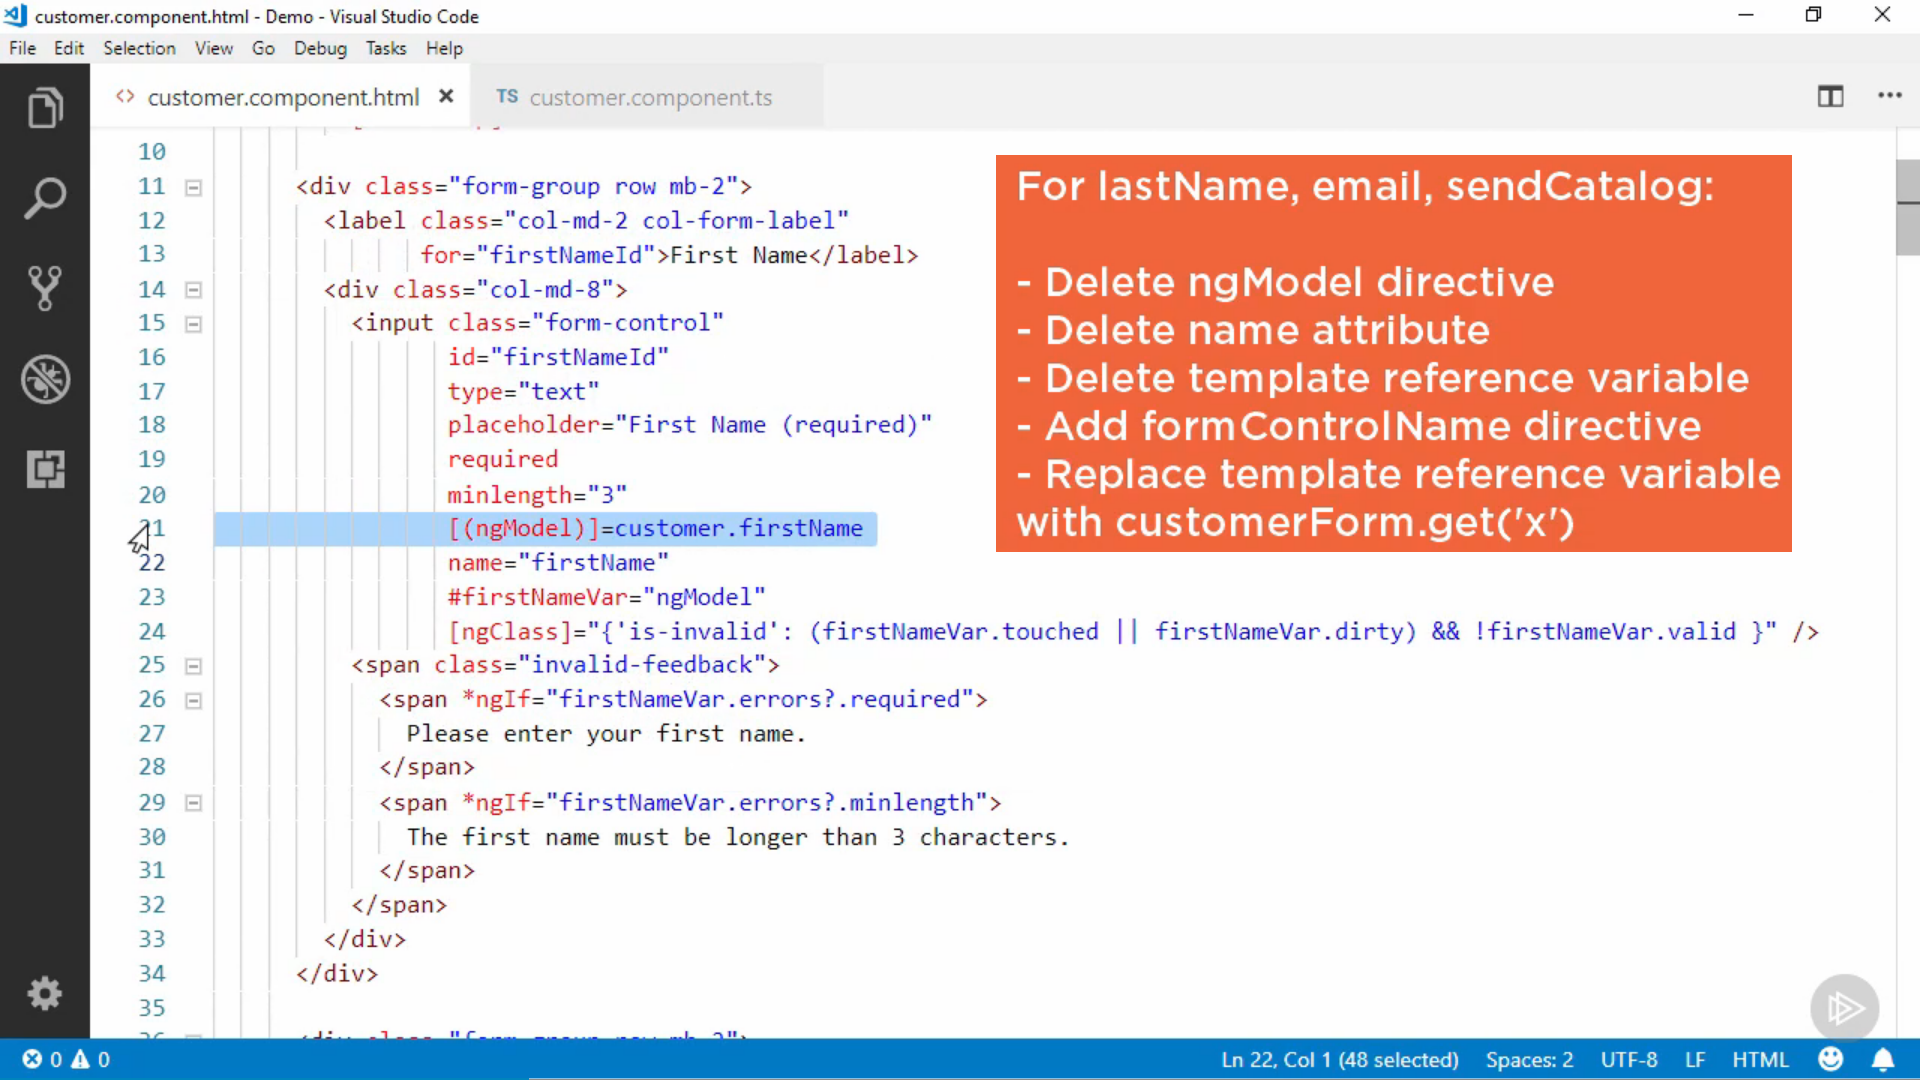 customer.component.html - Demo - Visual Studio Code
File Edit Selection View Go Debug Tasks Help
<> customer.component.html × TS customer.component.ts
10
11 <div class="form-group row mb-2">
12 <label class="col-md-2 col-form-label"
13 for="firstNameId">First Name</label>
14 <div class="col-md-8">
15 <input class="form-control"
16 id="firstNameId"
17 type="text"
18 placeholder="First Name (required)"
19 required
20 minlength="3"
21 [(ngModel)]=customer.firstName
22 name="firstName"
23 #firstNameVar="ngModel"
24 [ngClass]="{'is-invalid': (firstNameVar.touched || firstNameVar.dirty) && !firstNameVar.valid }" />
25 <span class="invalid-feedback">
26 <span *ngIf="firstNameVar.errors?.required">
27 Please enter your first name.
28 </span>
29 <span *ngIf="firstNameVar.errors?.minlength">
30 The first name must be longer than 3 characters.
31 </span>
32 </span>
33 </div>
34 </div>
35
36 <div class="form-group row mb-2">
For lastName, email, sendCatalog:
- Delete ngModel directive
- Delete name attribute
- Delete template reference variable
- Add formControlName directive
- Replace template reference variable
with customerForm.get('x')
0 0 Ln 22, Col 1 (48 selected) Spaces: 2 UTF-8 LF HTML